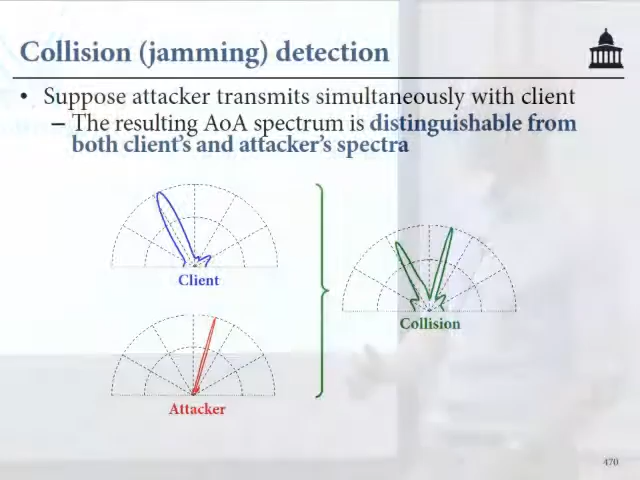 Collision (jamming) detection
• Suppose attacker transmits simultaneously with client
– The resulting AoA spectrum is distinguishable from
both client's and attacker's spectra
Client
Collision
Attacker
470